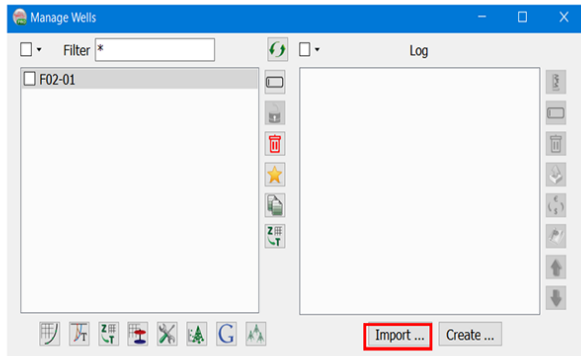 Manage Wells
Filter *
Log
F02-01
Import ...
Create ...